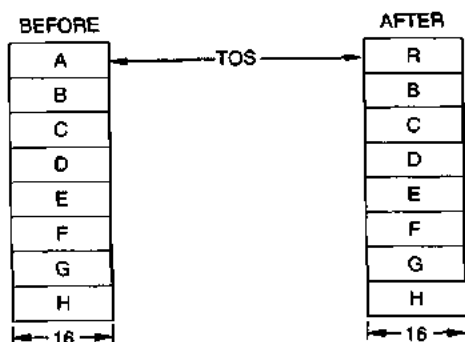 BEFORE AFTER
A TOS R
B B
C C
D D
E E
F F
G G
H H
16 16